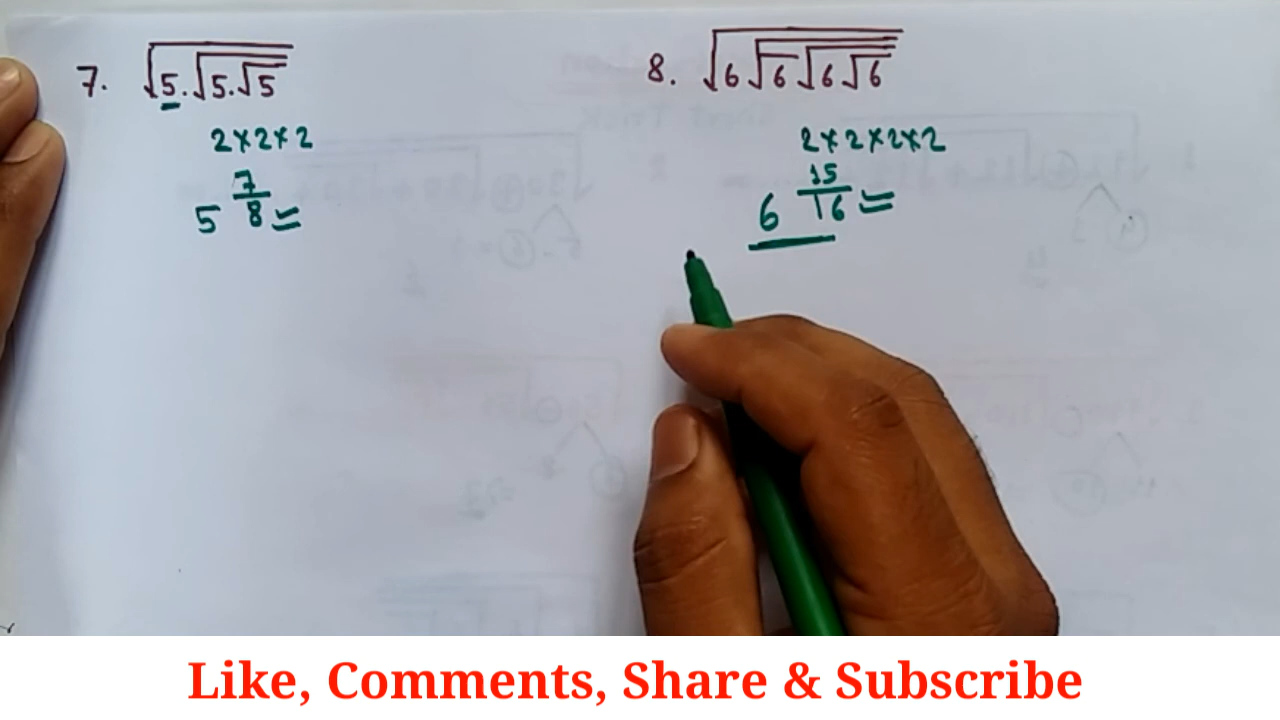 7. √5.√5.√5
2×2×2
5 7/8 =
8. √6√6√6√6
2×2×2×2
6 15/16 =
Like, Comments, Share & Subscribe